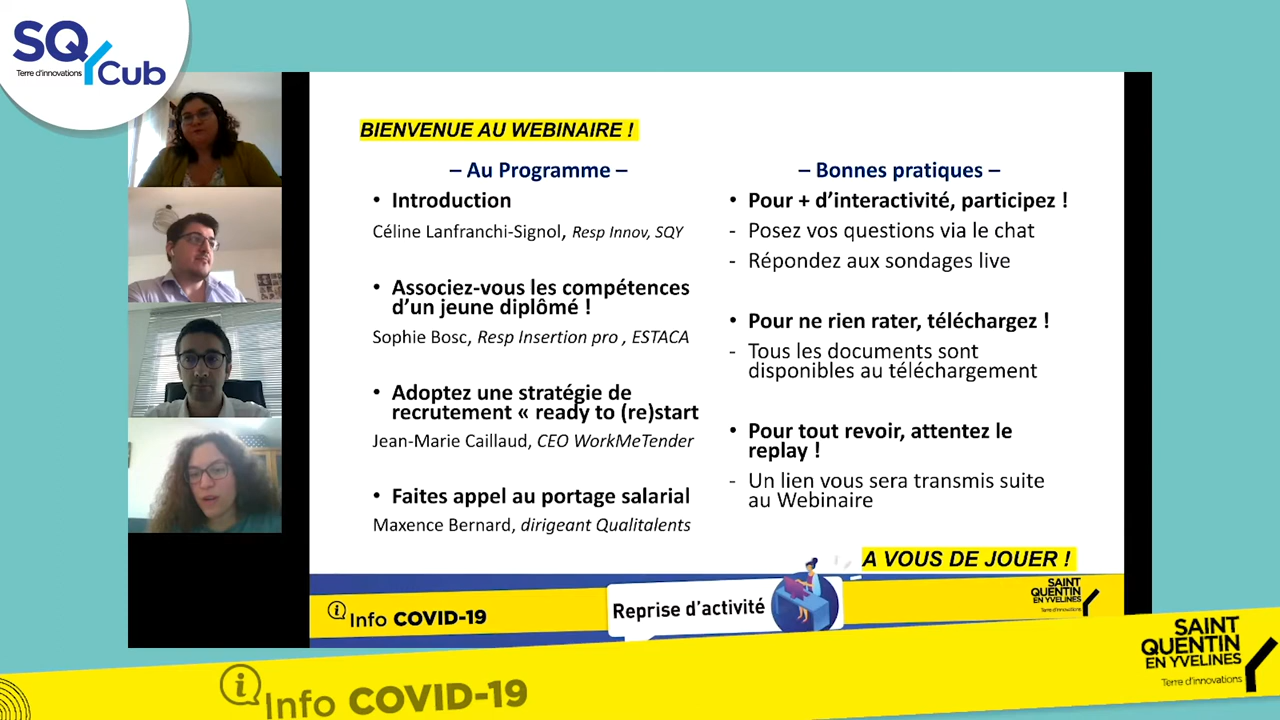 SQY Cub
Terre d'innovations
BIENVENUE AU WEBINAIRE !
– Au Programme –
• Introduction
Céline Lanfranchi-Signol, Resp Innov, SQY
• Associez-vous les compétences
d'un jeune diplômé !
Sophie Bosc, Resp Insertion pro , ESTACA
• Adoptez une stratégie de
recrutement « ready to (re)start
Jean-Marie Caillaud, CEO WorkMeTender
• Faites appel au portage salarial
Maxence Bernard, dirigeant Qualitalents
– Bonnes pratiques –
• Pour + d'interactivité, participez !
- Posez vos questions via le chat
- Répondez aux sondages live
• Pour ne rien rater, téléchargez !
- Tous les documents sont
disponibles au téléchargement
• Pour tout revoir, attentez le
replay !
- Un lien vous sera transmis suite
au Webinaire
A VOUS DE JOUER !
i Info COVID-19
Reprise d'activité
SAINT
QUENTIN
EN YVELINES
Terre d'innovations
i Info COVID-19
SAINT
QUENTIN
EN YVELINES
Terre d'innovations